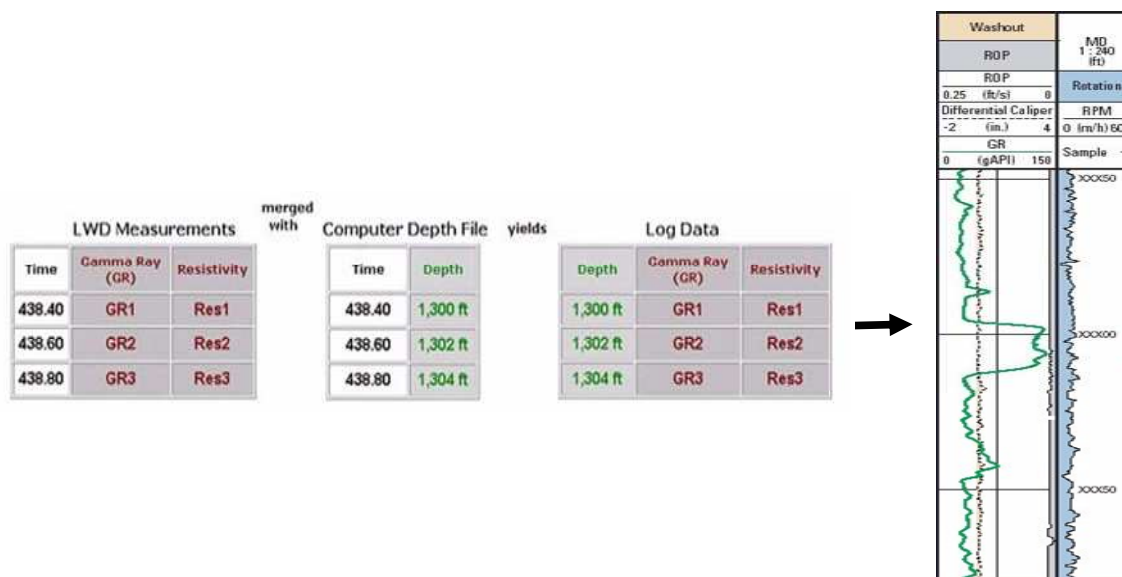 LWD Measurements
merged
with
Computer Depth File
yields
Log Data
Time Gamma Ray
(GR) Resistivity
438.40 GR1 Res1
438.60 GR2 Res2
438.80 GR3 Res3
Time Depth
438.40 1,300 ft
438.60 1,302 ft
438.80 1,304 ft
Depth Gamma Ray
(GR) Resistivity
1,300 ft GR1 Res1
1,302 ft GR2 Res2
1,304 ft GR3 Res3
Washout
ROP
ROP
0.25 (ft/s) 0
Differential Caliper
-2 (in.) 4
GR
0 (gAPI) 150
MD
1 : 240
(ft)
Rotation
RPM
0 (m/h) 60
Sample
XXX50
XXX00
XXX50